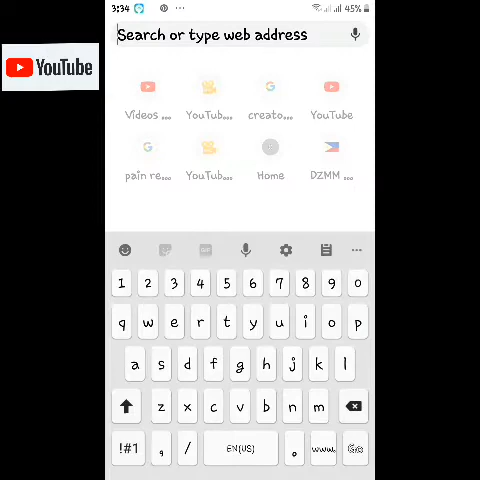 3:34 45%
Search or type web address
YouTube
Videos ... YouTub... creato... YouTube
pain re... YouTub... Home DZMM ...
GIF
1 2 3 4 5 6 7 8 9 0
q w e r t y u i o p
a s d f g h j k l
z x c v b n m
!#1 , / EN(US) . www. Go